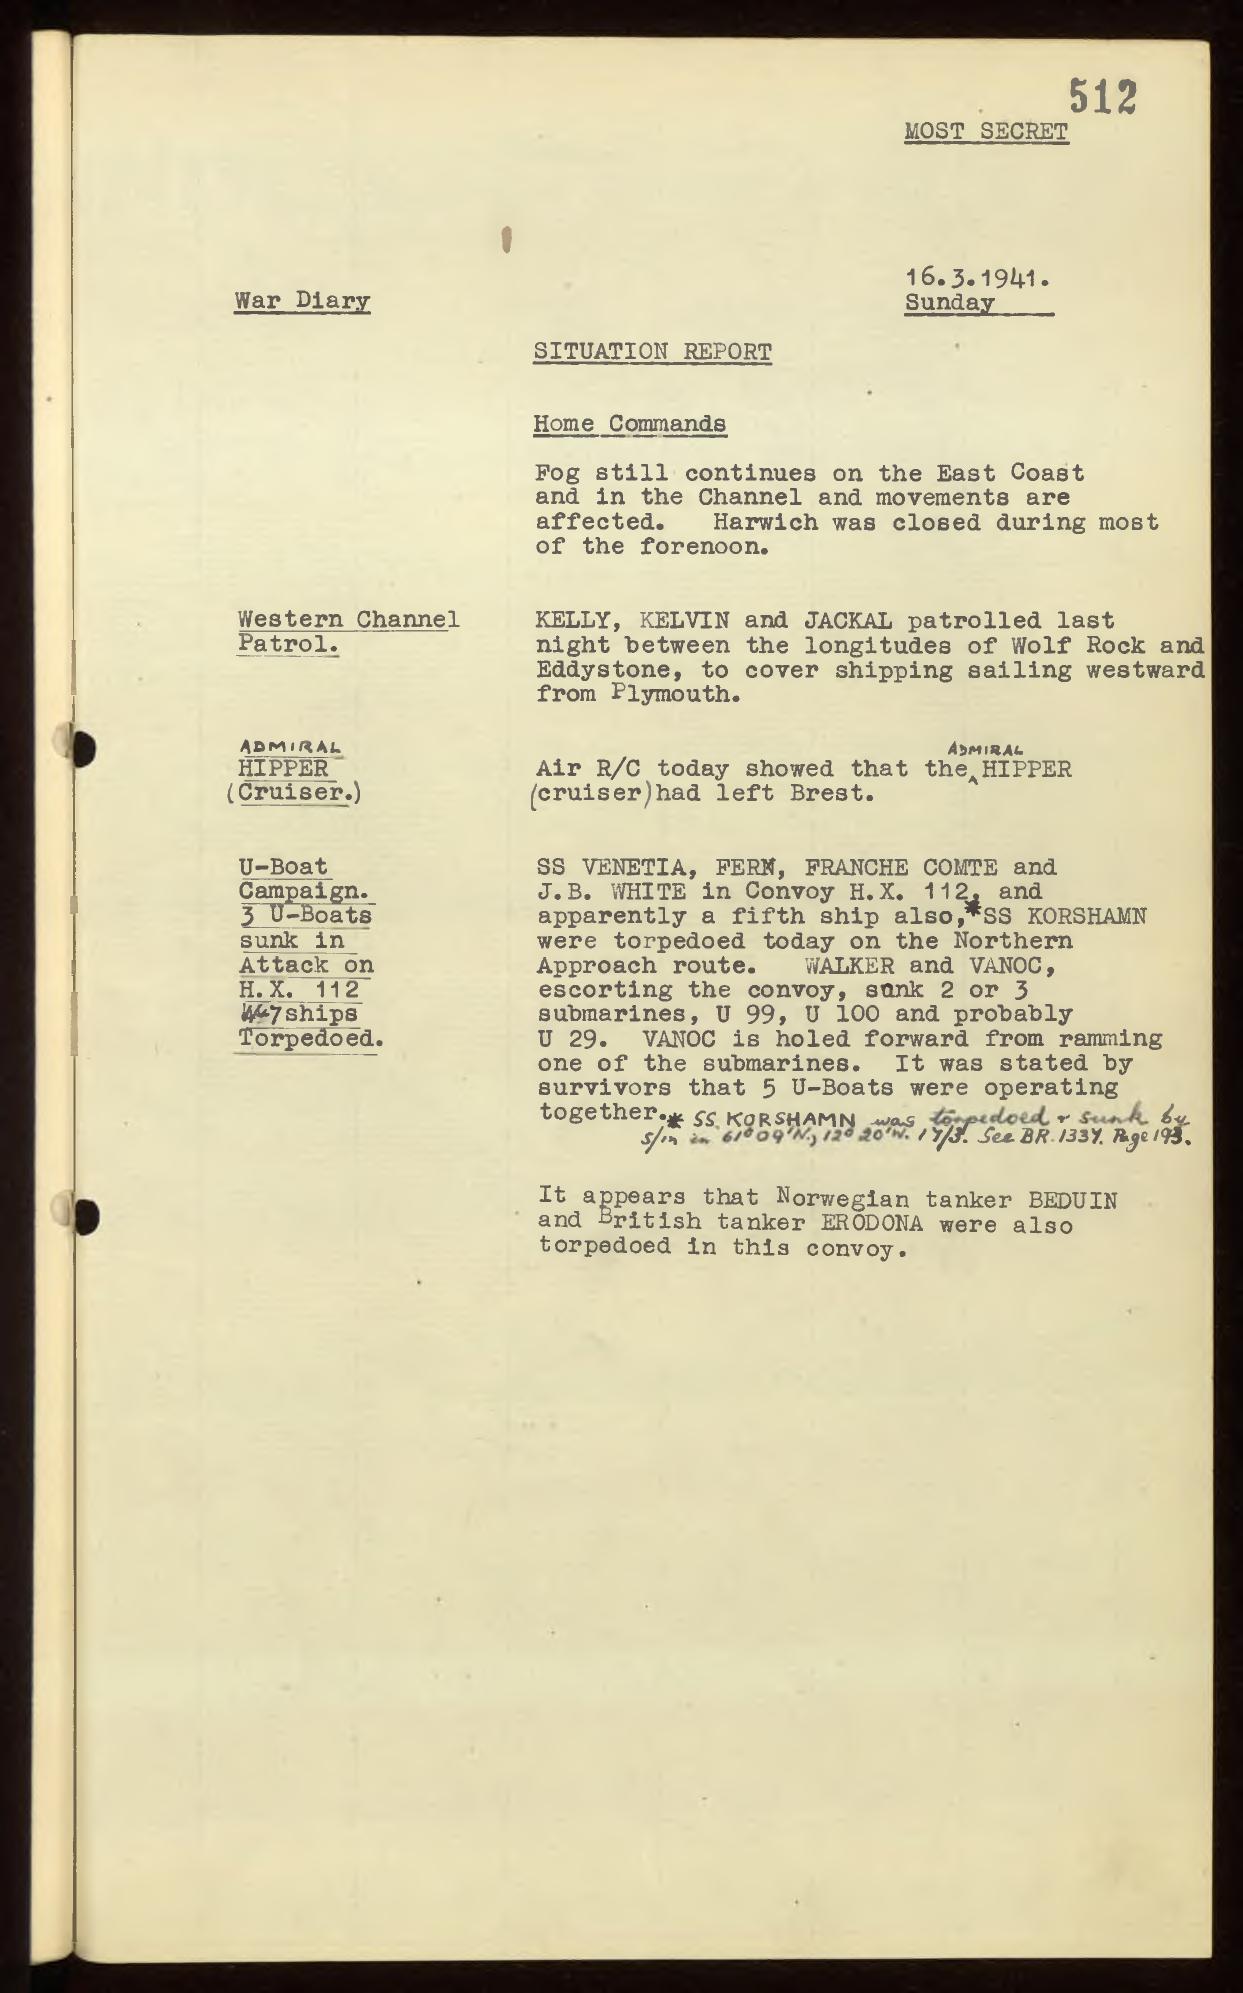 512
MOST SECRET
16.3.1941.
War Diary
Sunday
SITUATION REPORT
Home Commands
Fog still continues on the East Coast
and in the Channel and movements are
affected. Harwich was closed during most
of the forenoon.
Western Channel
Patrol.
KELLY, KELVIN and JACKAL patrolled last
night between the longitudes of Wolf Rock and
Eddystone, to cover shipping sailing westward
from Plymouth.
ADMIRAL
HIPPER
(Cruiser.)
ADMIRAL
Air R/C today showed that the HIPPER
(cruiser) had left Brest.
U-Boat
Campaign.
3 U-Boats
sunk in
Attack on
H.X. 112
7 ships
Torpedoed.
SS VENETIA, FERM, FRANCHE COMTE and
J.B. WHITE in Convoy H.X. 112, and
apparently a fifth ship also,* SS KORSHAMN
were torpedoed today on the Northern
Approach route. WALKER and VANOC,
escorting the convoy, sunk 2 or 3
submarines, U 99, U 100 and probably
U 29. VANOC is holed forward from ramming
one of the submarines. It was stated by
survivors that 5 U-Boats were operating
together.* SS. KORSHAMN was torpedoed & sunk by
S/m in 61° 09'N., 12° 20'W. 17/3. See BR. 1337. Page 193.
It appears that Norwegian tanker BEDUIN
and British tanker ERODONA were also
torpedoed in this convoy.